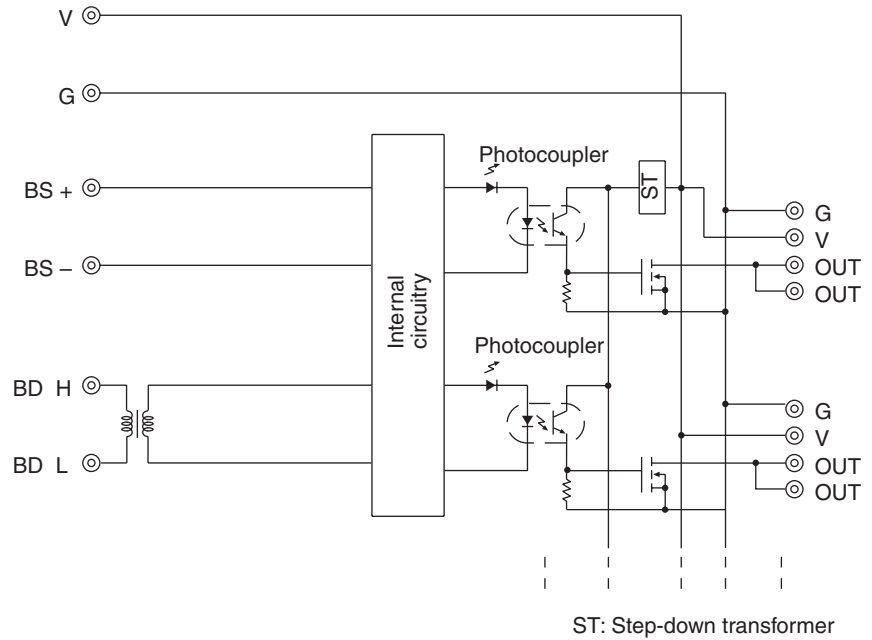 V
G
Photocoupler
BS +
ST
G
V
BS –
OUT
OUT
Internal
circuitry
Photocoupler
BD H
G
V
BD L
OUT
OUT
ST: Step-down transformer